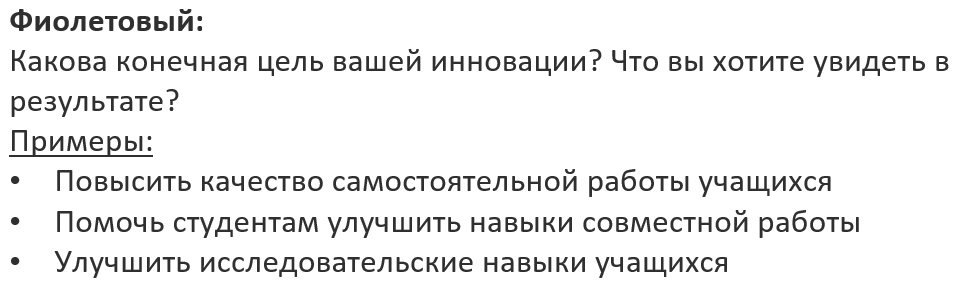 Фиолетовый:
Какова конечная цель вашей инновации? Что вы хотите увидеть в
результате?
Примеры:
• Повысить качество самостоятельной работы учащихся
• Помочь студентам улучшить навыки совместной работы
• Улучшить исследовательские навыки учащихся